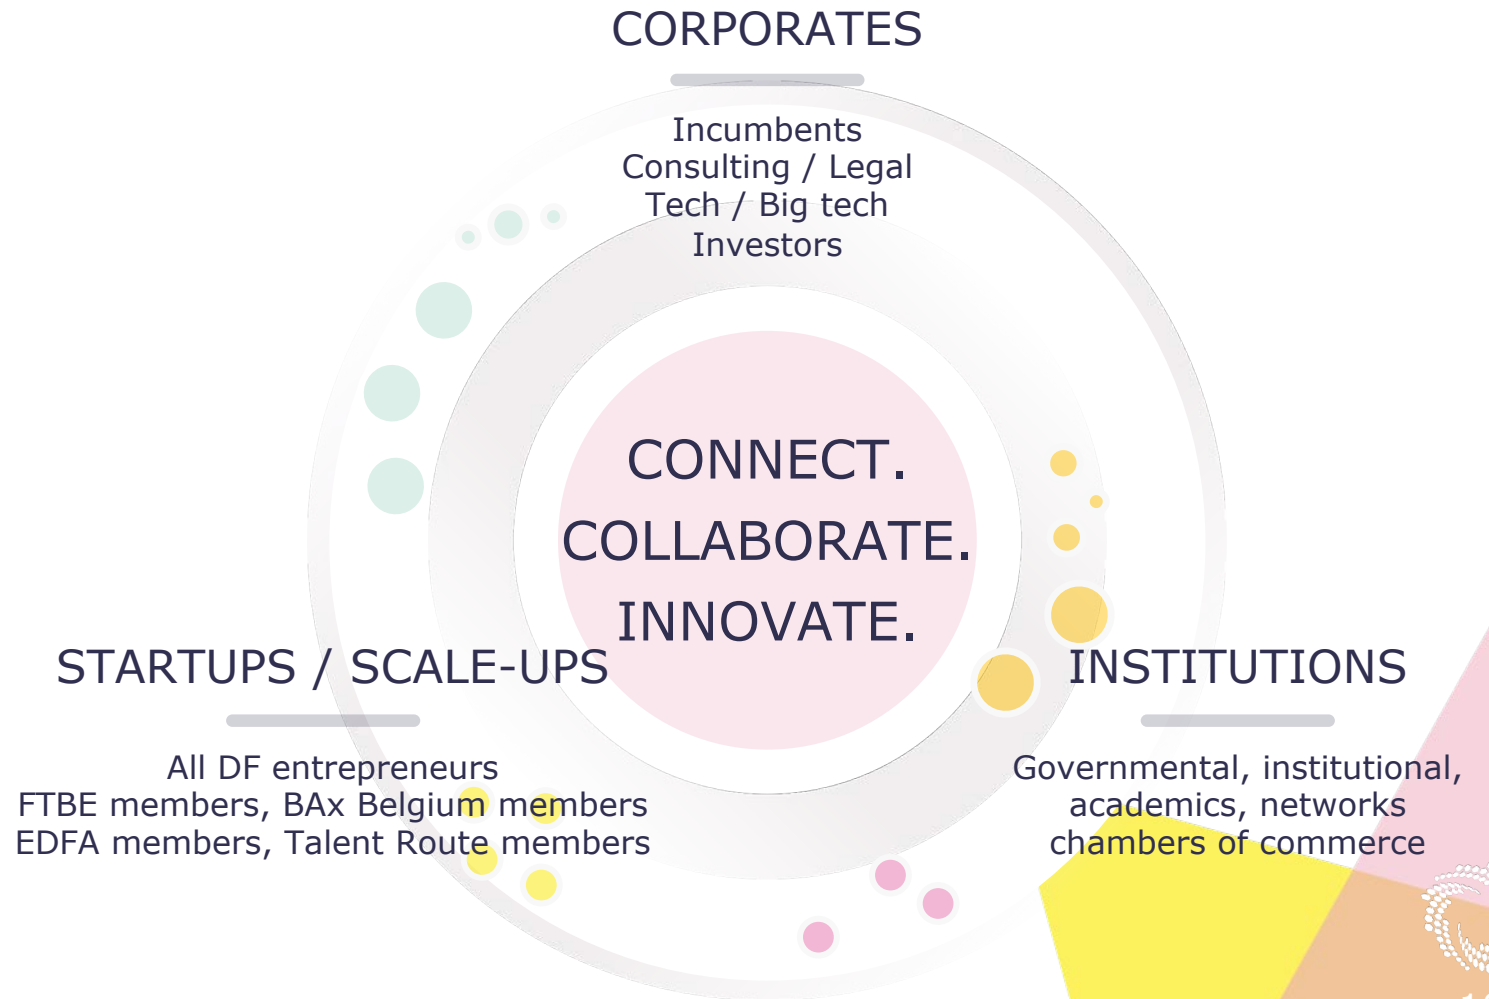 CORPORATES
Incumbents
Consulting / Legal
Tech / Big tech
Investors
CONNECT.
COLLABORATE.
INNOVATE.
STARTUPS / SCALE-UPS
All DF entrepreneurs
FTBE members, BAx Belgium members
EDFA members, Talent Route members
INSTITUTIONS
Governmental, institutional,
academics, networks
chambers of commerce